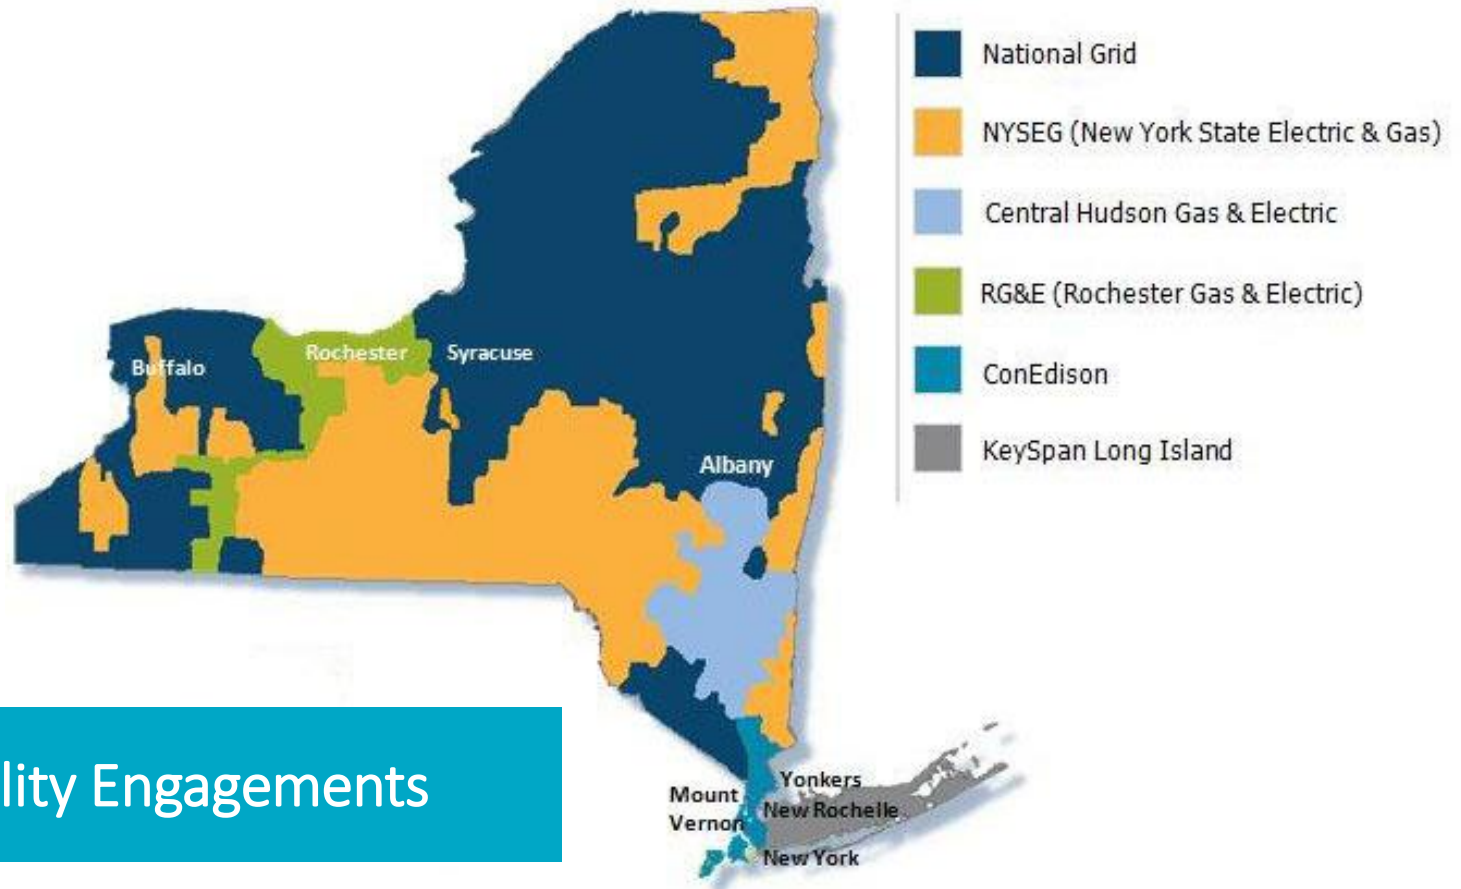 National Grid
NYSEG (New York State Electric & Gas)
Central Hudson Gas & Electric
RG&E (Rochester Gas & Electric)
ConEdison
KeySpan Long Island
Buffalo
Rochester
Syracuse
Albany
lity Engagements
Yonkers
Mount
Vernon
New Rochelle
New York